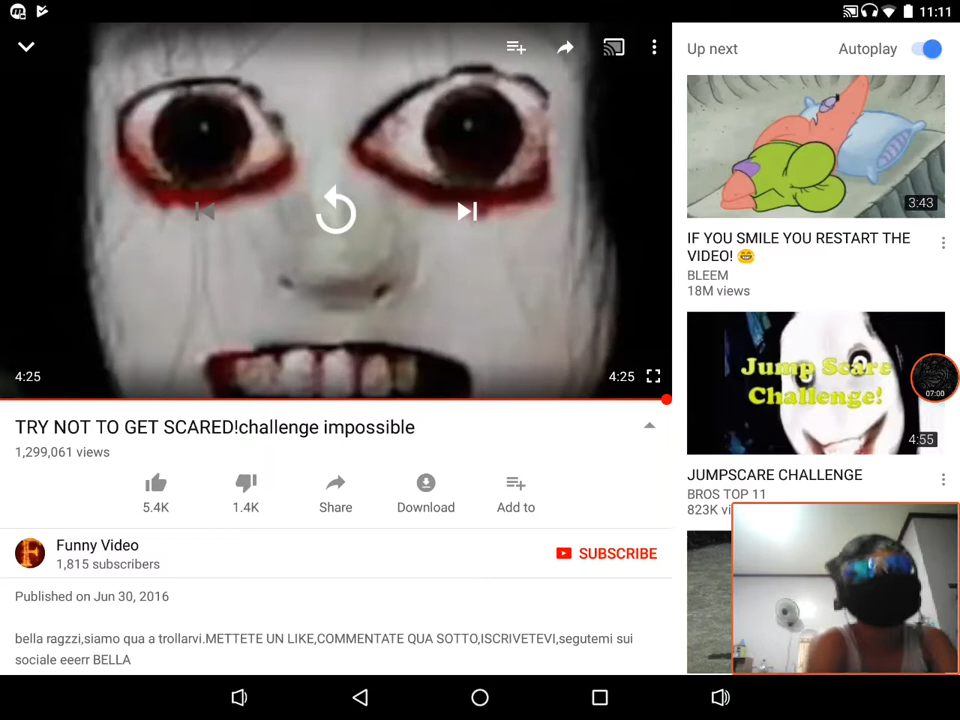 11:11
Up next
Autoplay
3:43
IF YOU SMILE YOU RESTART THE
VIDEO! 😂
BLEEM
18M views
4:25
4:25
Jump Scare
Challenge!
07:00
4:55
TRY NOT TO GET SCARED!challenge impossible
1,299,061 views
JUMPSCARE CHALLENGE
BROS TOP 11
823K vi
5.4K
1.4K
Share
Download
Add to
F
Funny Video
1,815 subscribers
SUBSCRIBE
Published on Jun 30, 2016
bella ragzzi,siamo qua a trollarvi.METTETE UN LIKE,COMMENTATE QUA SOTTO,ISCRIVETEVI,segutemi sui
sociale eeerr BELLA